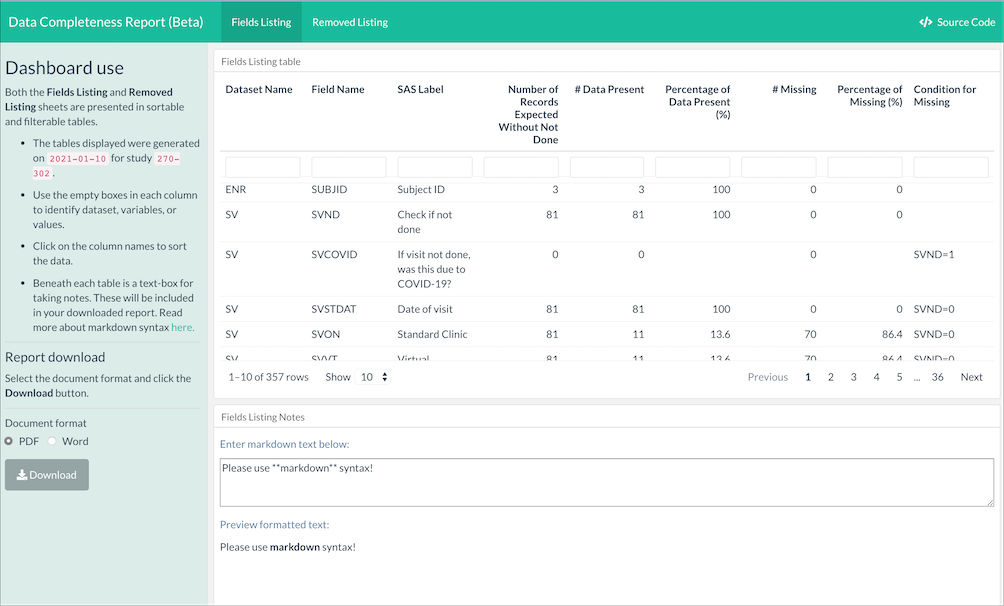 Data Completeness Report (Beta) Fields Listing Removed Listing Source Code
Dashboard use
Both the Fields Listing and Removed
Listing sheets are presented in sortable
and filterable tables.
The tables displayed were generated
on 2021-01-10 for study 270-
302.
Use the empty boxes in each column
to identify dataset, variables, or
values.
Click on the column names to sort
the data.
Beneath each table is a text-box for
taking notes. These will be included
in your downloaded report. Read
more about markdown syntax here.
Report download
Select the document format and click the
Download button.
Document format
PDF Word
Download
Fields Listing table
Dataset Name Field Name SAS Label Number of # Data Present Percentage of # Missing Percentage of Condition for
Records Data Present Missing (%) Missing
Expected (%)
Without Not
Done
ENR SUBJID Subject ID 3 3 100 0 0
SV SVND Check if not 81 81 100 0 0
done
SV SVCOVID If visit not done, 0 0 0 SVND=1
was this due to
COVID-19?
SV SVSTDAT Date of visit 81 81 100 0 0 SVND=0
SV SVON Standard Clinic 81 11 13.6 70 86.4 SVND=0
SV SVVT Virtual 81 11 13.6 70 86.4 SVND=0
1–10 of 357 rows Show 10 Previous 1 2 3 4 5 ... 36 Next
Fields Listing Notes
Enter markdown text below:
Please use **markdown** syntax!
Preview formatted text:
Please use markdown syntax!